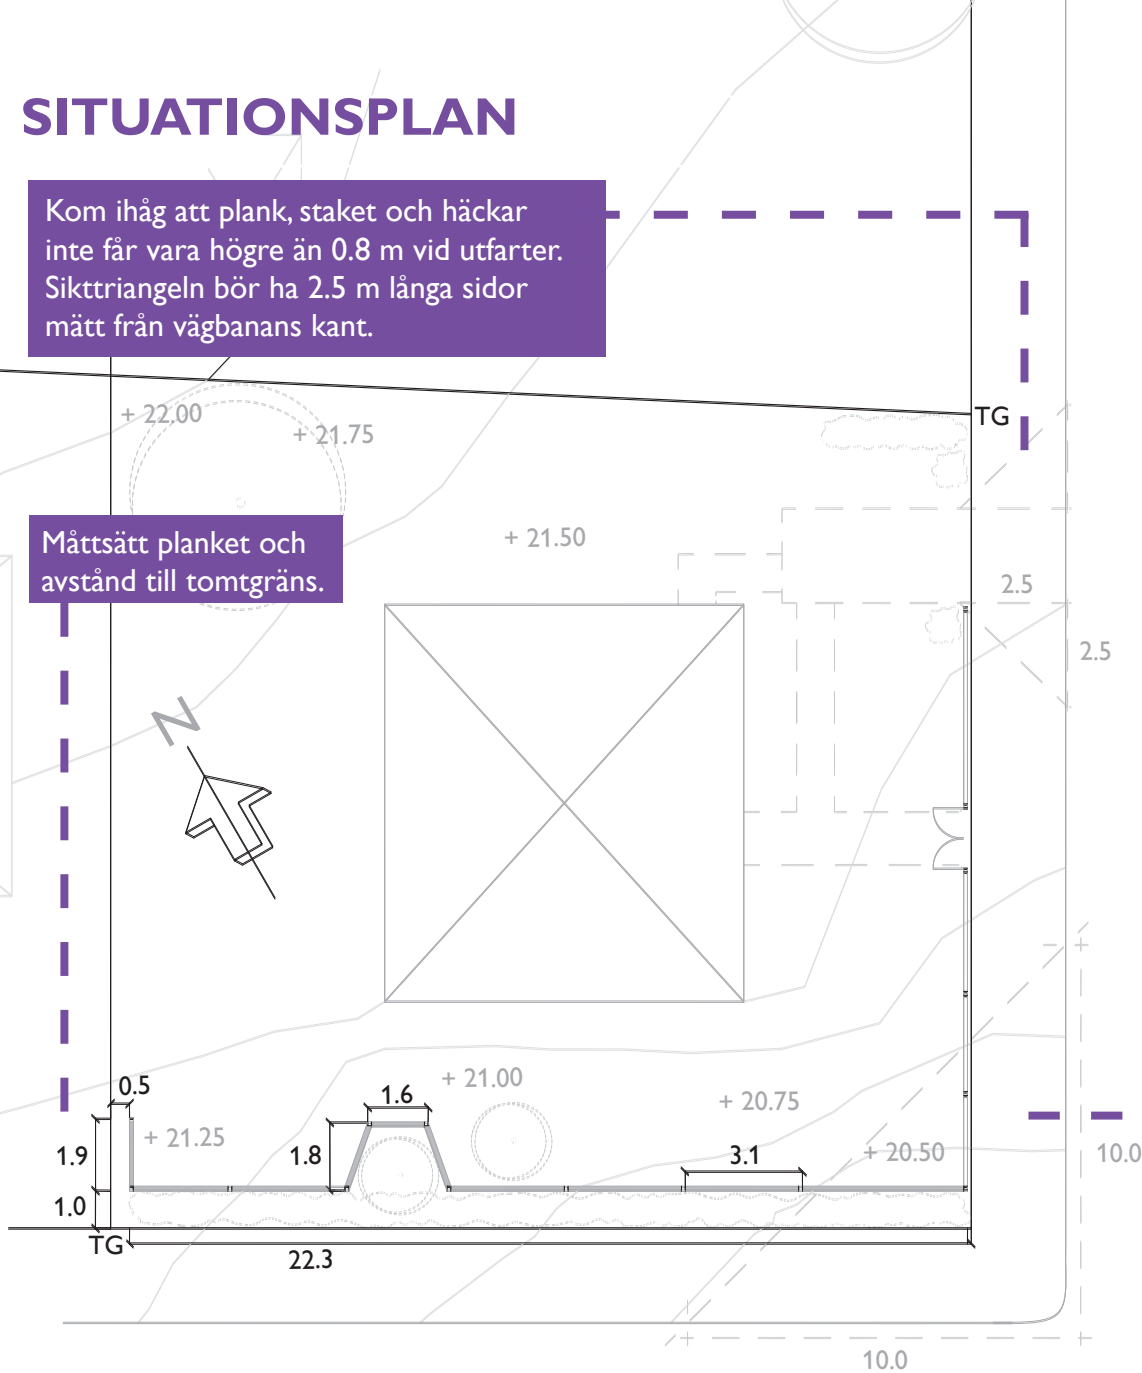 SITUATIONSPLAN
Kom ihåg att plank, staket och häckar
inte får vara högre än 0.8 m vid utfarter.
Sikttriangeln bör ha 2.5 m långa sidor
mätt från vägbanans kant.
+ 22.00
+ 21.75
TG
Måttsätt planket och
avstånd till tomtgräns.
+ 21.50
2.5
2.5
N
0.5
1.6
+ 21.00
+ 20.75
+ 21.25
1.9
1.8
3.1
+ 20.50
10.0
1.0
TG
22.3
10.0